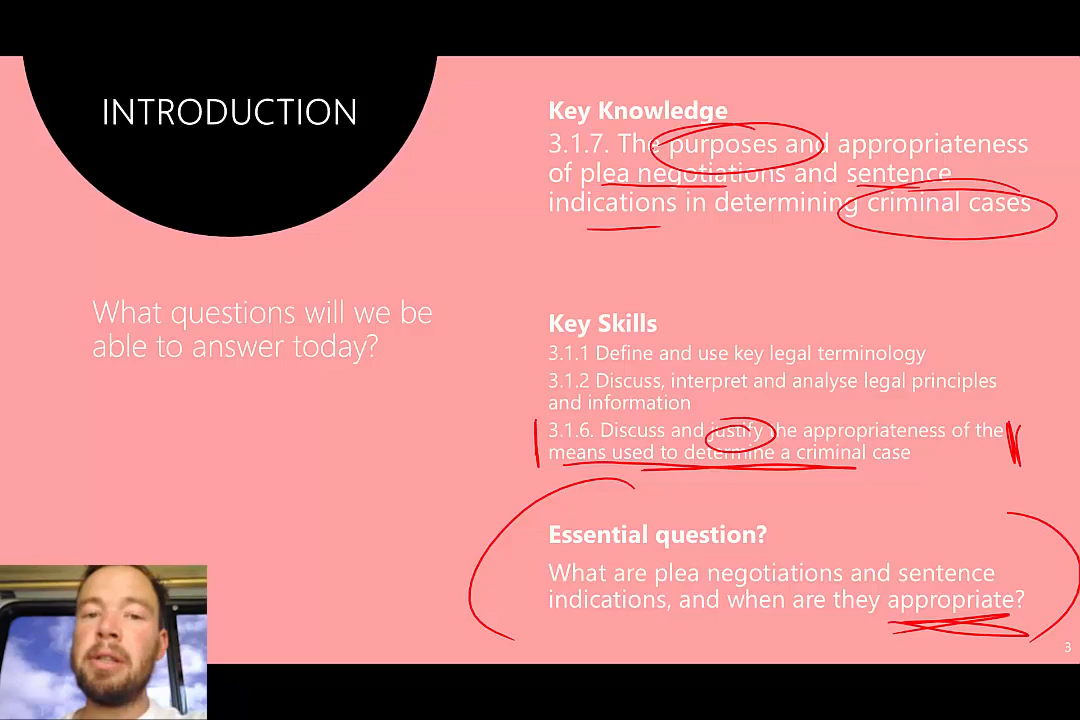 INTRODUCTION
What questions will we be
able to answer today?
Key Knowledge
3.1.7. The purposes and appropriateness
of plea negotiations and sentence
indications in determining criminal cases
Key Skills
3.1.1 Define and use key legal terminology
3.1.2 Discuss, interpret and analyse legal principles
and information
3.1.6. Discuss and justify the appropriateness of the
means used to determine a criminal case
Essential question?
What are plea negotiations and sentence
indications, and when are they appropriate?
3